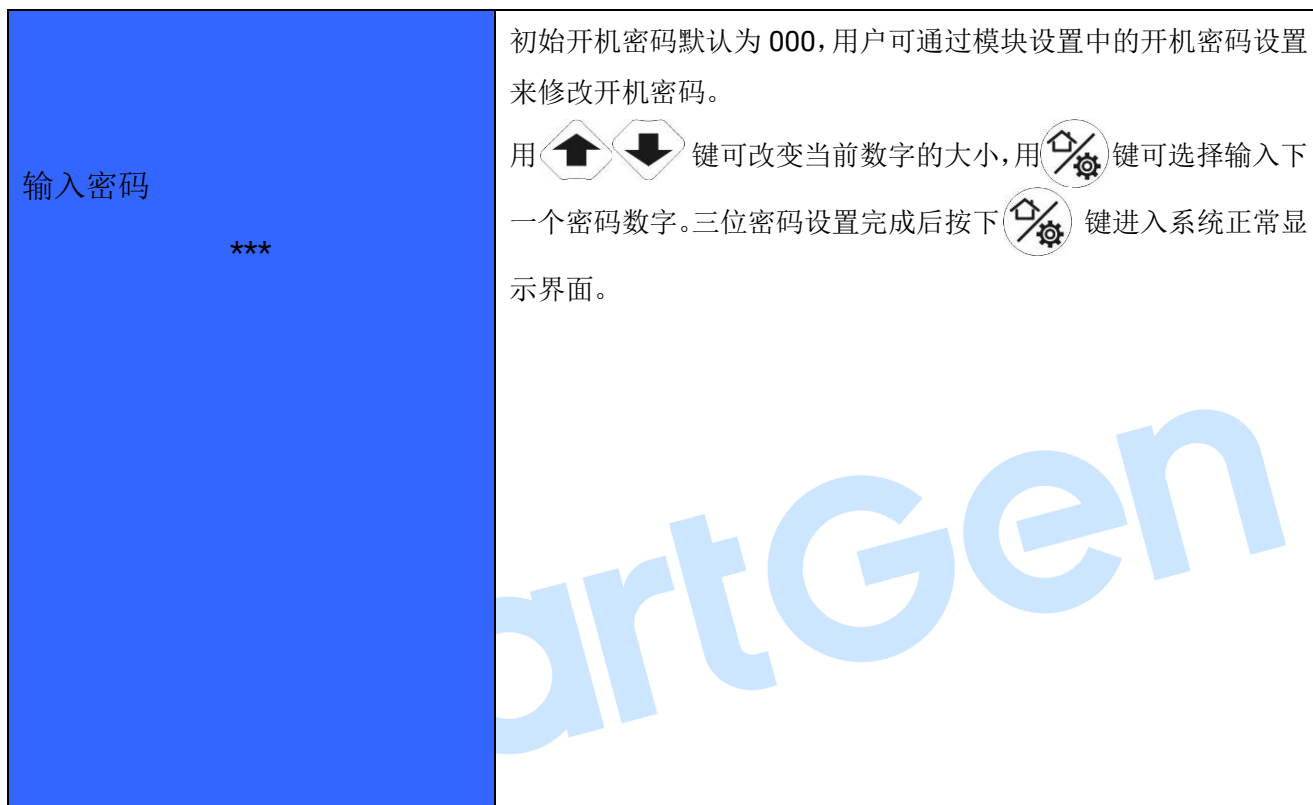 输入密码
***
初始开机密码默认为 000，用户可通过模块设置中的开机密码设置
来修改开机密码。
用 键可改变当前数字的大小，用 键可选择输入下
一个密码数字。三位密码设置完成后按下 键进入系统正常显
示界面。
artGen